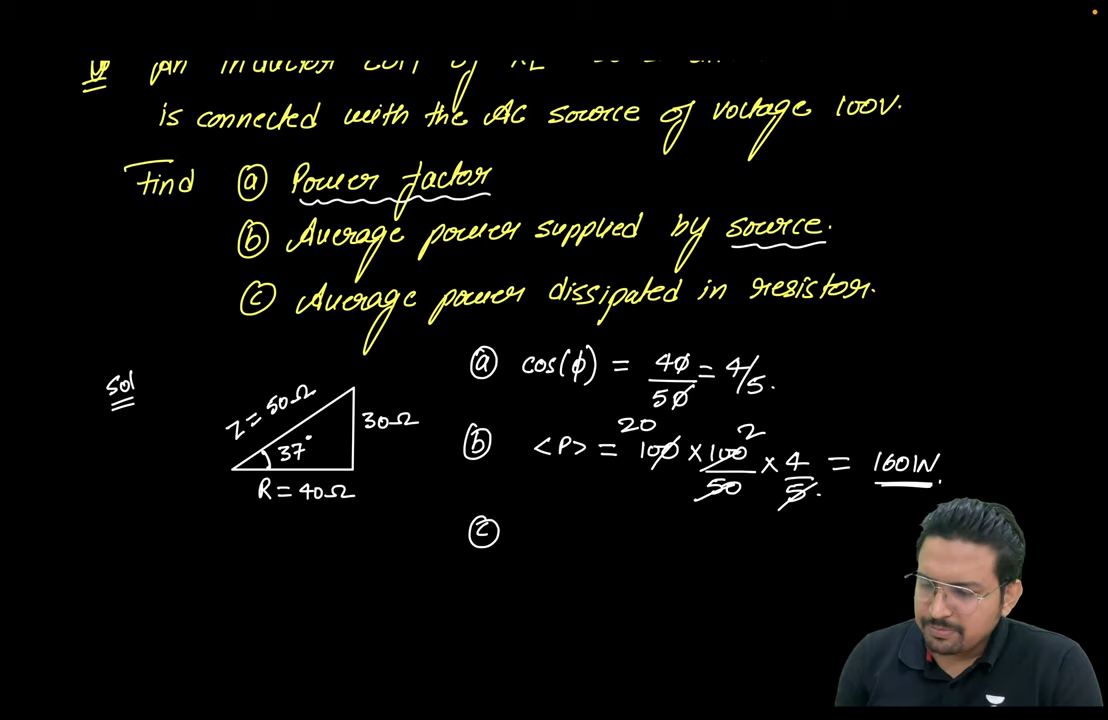 is connected with the AC source of voltage 100V.
Find (a) Power factor
(b) Average power supplied by source.
(c) Average power dissipated in resistor.
Sol
Z = 50Ω
37°
30Ω
R = 40Ω
(a) cos(φ) = 40/50 = 4/5.
(b) <P> = 20 100 × 100 2 / 50 × 4/5 = 160W.
(c)